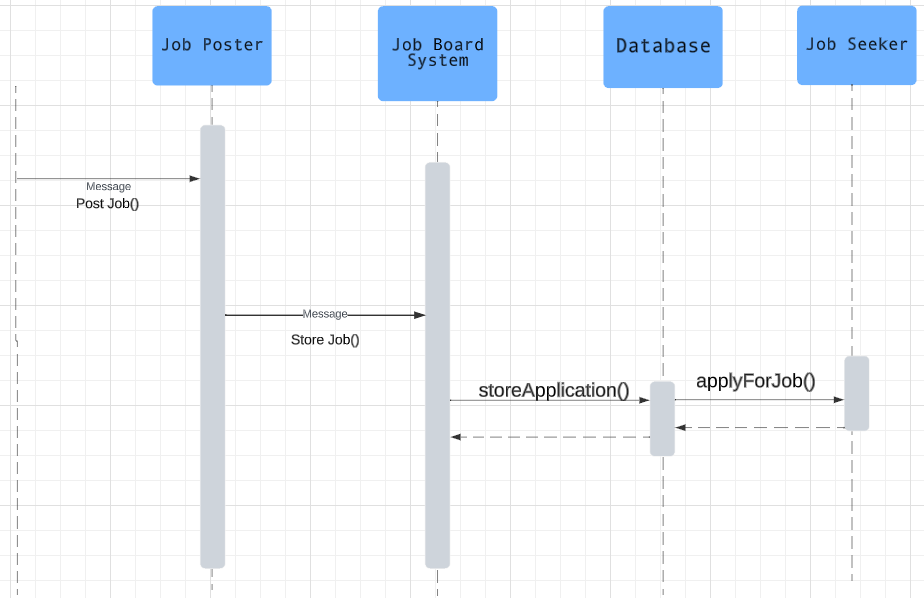 Job Poster
Job Board
System
Database
Job Seeker
Message
Post Job()
Message
Store Job()
storeApplication()
applyForJob()